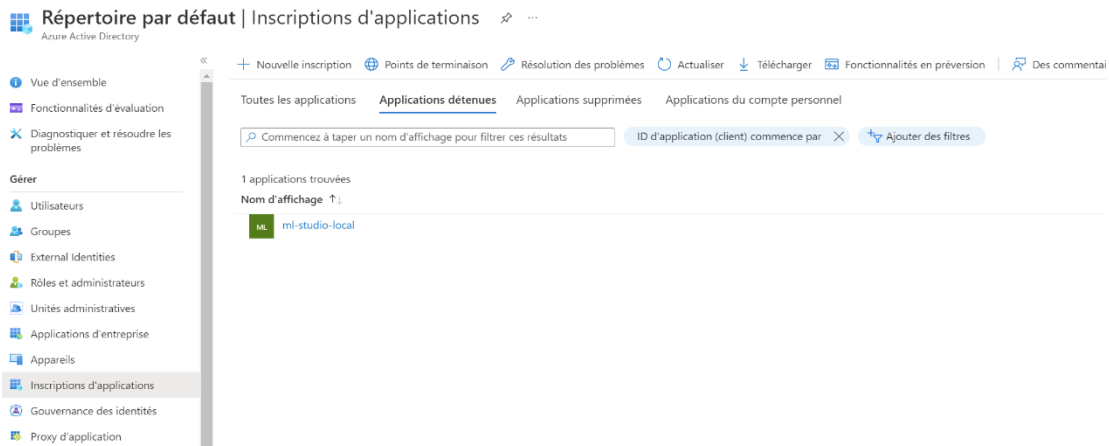 Répertoire par défaut | Inscriptions d'applications
Azure Active Directory
Nouvelle inscription Points de terminaison Résolution des problèmes Actualiser Télécharger Fonctionnalités en préversion Des commentai
Vue d'ensemble
Fonctionnalités d'évaluation
Diagnostiquer et résoudre les
problèmes
Gérer
Utilisateurs
Groupes
External Identities
Rôles et administrateurs
Unités administratives
Applications d'entreprise
Appareils
Inscriptions d'applications
Gouvernance des identités
Proxy d'application
Toutes les applications Applications détenues Applications supprimées Applications du compte personnel
Commencez à taper un nom d'affichage pour filtrer ces résultats ID d'application (client) commence par Ajouter des filtres
1 applications trouvées
Nom d'affichage
ML ml-studio-local